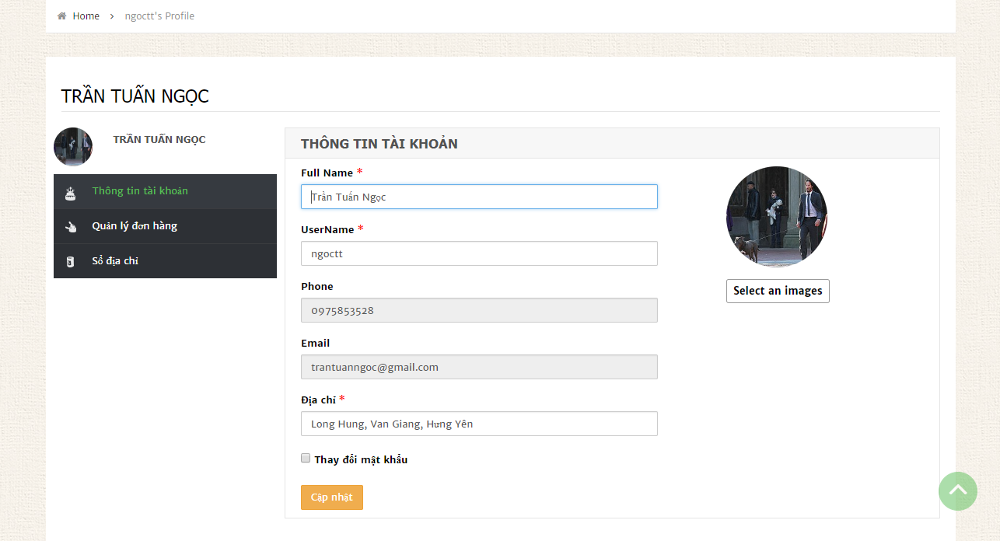 Home › ngoctt's Profile
TRẦN TUẤN NGỌC
TRẦN TUẤN NGỌC
Thông tin tài khoản
Quản lý đơn hàng
Sổ địa chỉ
THÔNG TIN TÀI KHOẢN
Full Name *
Trần Tuấn Ngọc
UserName *
ngoctt
Phone
0975853528
Email
trantuanngoc@gmail.com
Địa chỉ *
Long Hung, Van Giang, Hưng Yên
Thay đổi mật khẩu
Cập nhật
Select an images